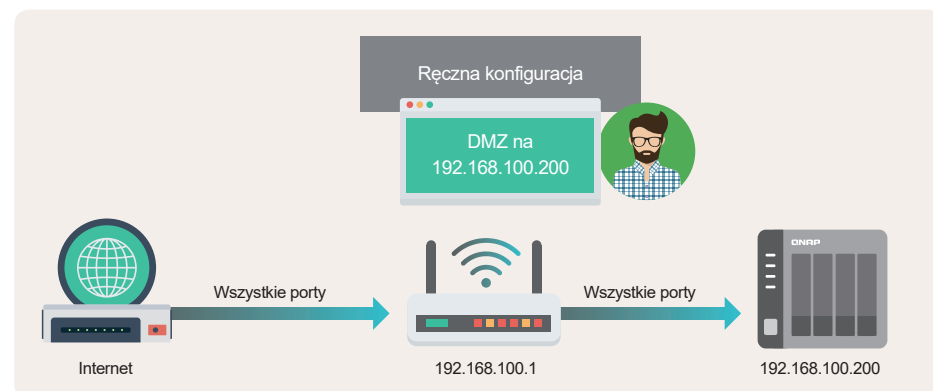 Ręczna konfiguracja
DMZ na
192.168.100.200
QNAP
Wszystkie porty
Wszystkie porty
Internet
192.168.100.1
192.168.100.200